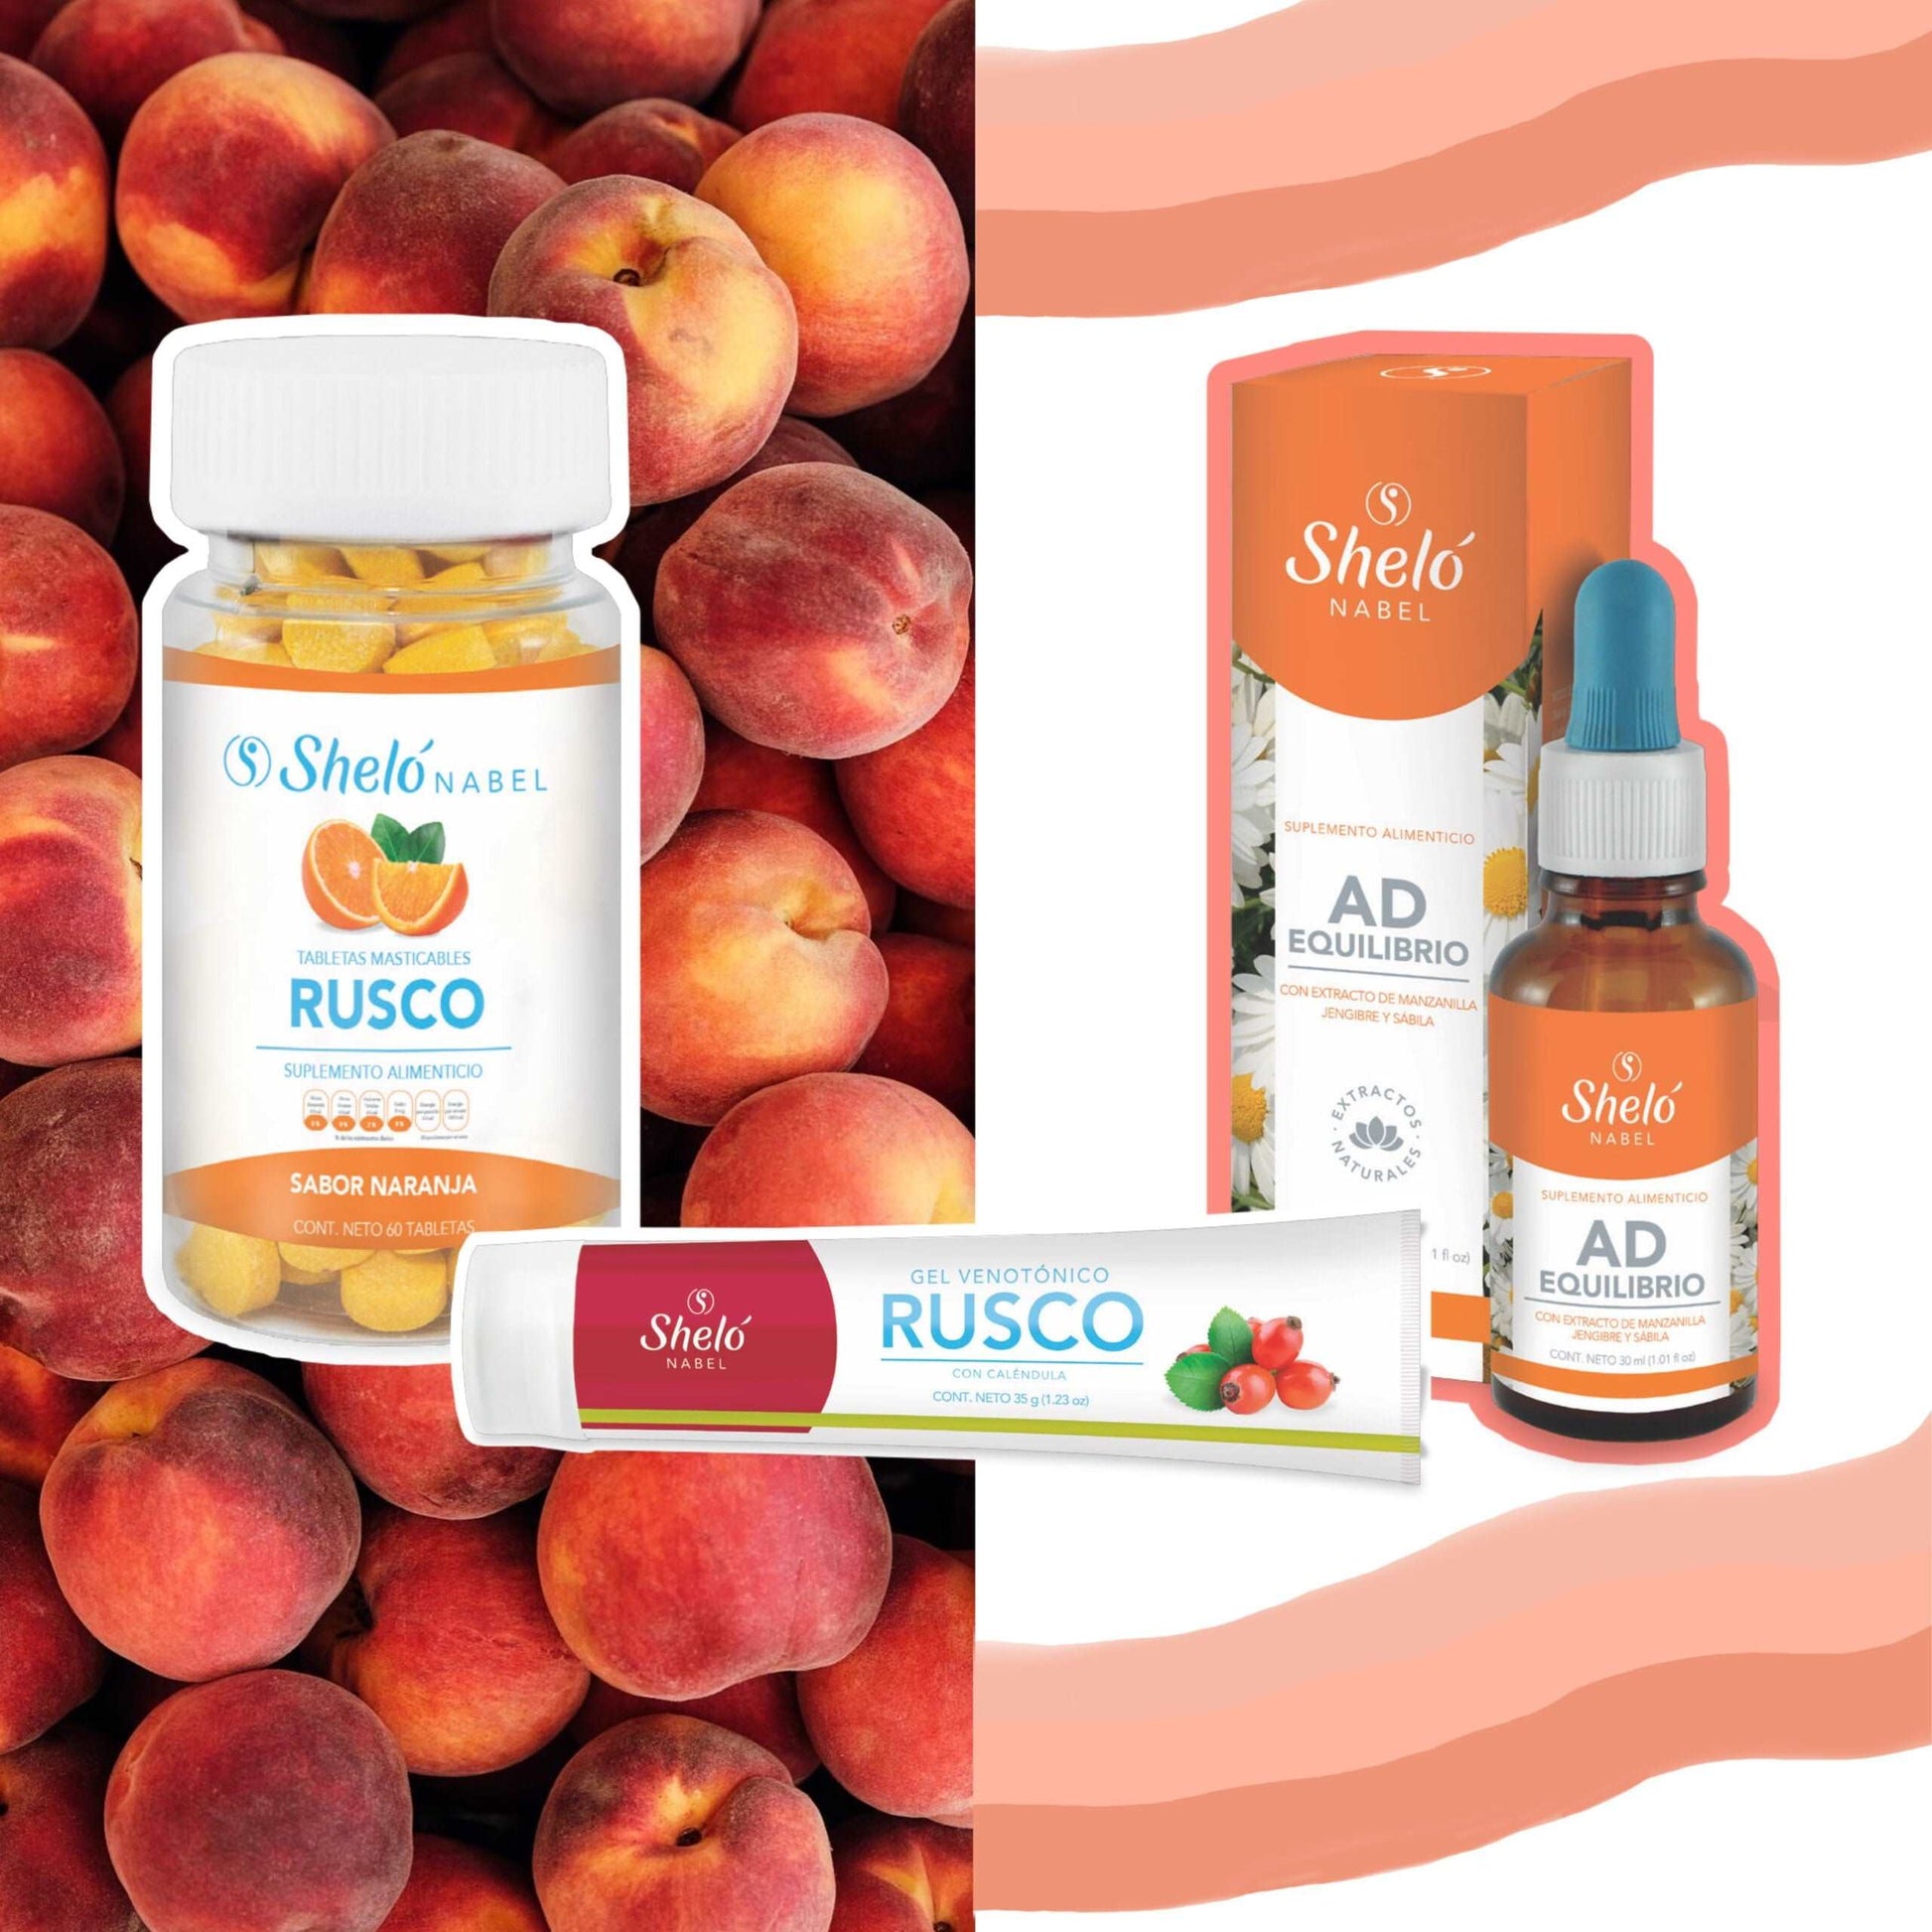 Sheló NABEL
TABLETAS MASTICABLES
RUSCO
SUPLEMENTO ALIMENTICIO
SABOR NARANJA
CONT. NETO 60 TABLETAS
Sheló
NABEL
GEL VENOTÓNICO
RUSCO
CON CALÉNDULA
CONT. NETO 35 g (1.23 oz)
Sheló
NABEL
SUPLEMENTO ALIMENTICIO
AD
EQUILIBRIO
CON EXTRACTO DE MANZANILLA
JENGIBRE Y SÁBILA
EXTRACTOS
NATURALES
1 fl oz)
Sheló
NABEL
SUPLEMENTO ALIMENTICIO
AD
EQUILIBRIO
CON EXTRACTO DE MANZANILLA
JENGIBRE Y SÁBILA
CONT. NETO 30 ml (1.01 fl oz)